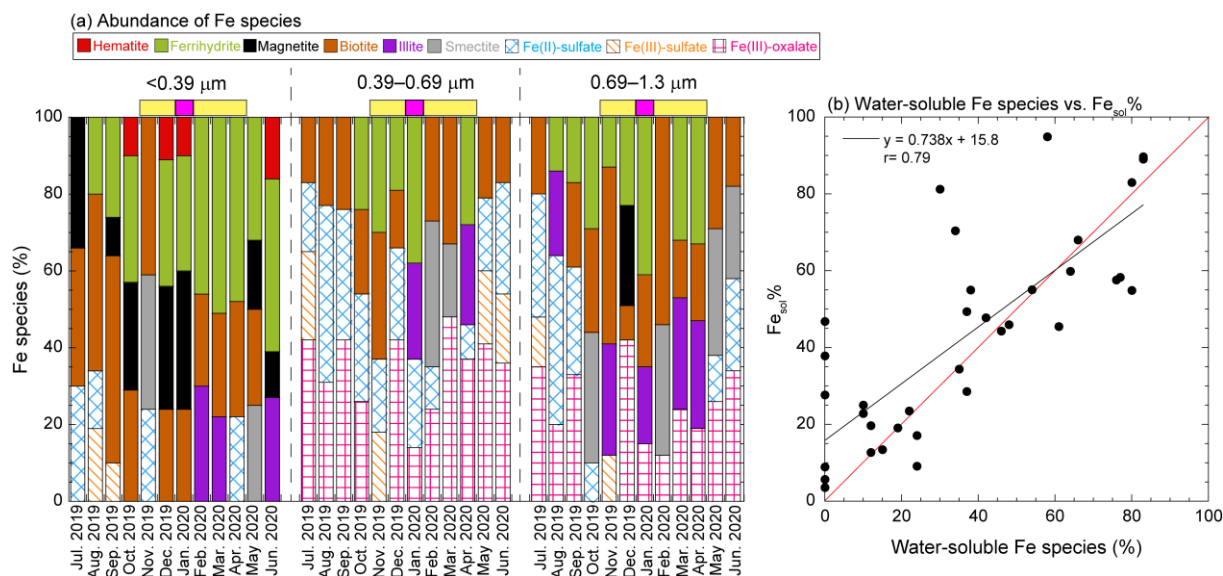 (a) Abundance of Fe species
Hematite Ferrihydrite Magnetite Biotite Illite Smectite Fe(II)-sulfate Fe(III)-sulfate Fe(III)-oxalate
<0.39 μm 0.39–0.69 μm 0.69–1.3 μm
Fe species (%)
100
80
60
40
20
0
Jul. 2019
Aug. 2019
Sep. 2019
Oct. 2019
Nov. 2019
Dec. 2019
Jan. 2020
Feb. 2020
Mar. 2020
Apr. 2020
May 2020
Jun. 2020
Jul. 2019
Aug. 2019
Sep. 2019
Oct. 2019
Nov. 2019
Dec. 2019
Jan. 2020
Feb. 2020
Mar. 2020
Apr. 2020
May 2020
Jun. 2020
Jul. 2019
Aug. 2019
Sep. 2019
Oct. 2019
Nov. 2019
Dec. 2019
Jan. 2020
Feb. 2020
Mar. 2020
Apr. 2020
May 2020
Jun. 2020
(b) Water-soluble Fe species vs. Fesol%
y = 0.738x + 15.8
r= 0.79
Fesol%
100
80
60
40
20
0
0 20 40 60 80 100
Water-soluble Fe species (%)